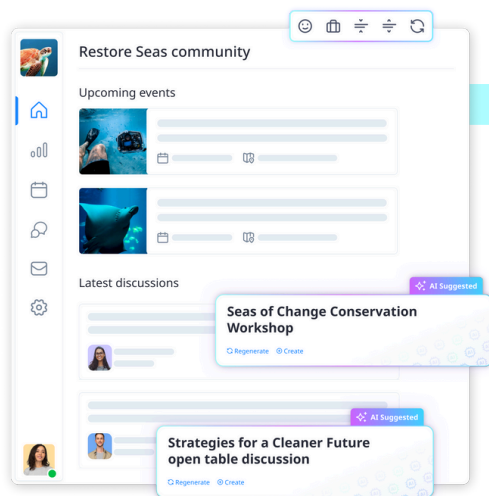 Restore Seas community
Upcoming events
Latest discussions
AI Suggested
Seas of Change Conservation
Workshop
Regenerate Create
AI Suggested
Strategies for a Cleaner Future
open table discussion
Regenerate Create